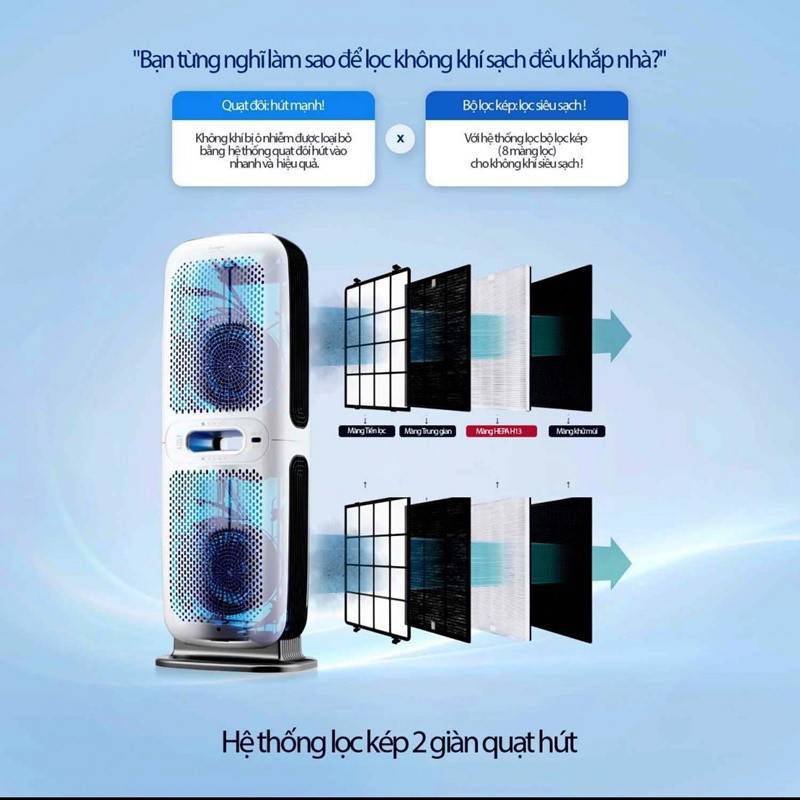 "Bạn từng nghĩ làm sao để lọc không khí sạch đều khắp nhà?"
Quạt đôi: hút mạnh!
Không khí bị ô nhiễm được loại bỏ
bằng hệ thống quạt đôi hút vào
nhanh và hiệu quả.
x
Bộ lọc kép: lọc siêu sạch!
Với hệ thống lọc bộ lọc kép
(8 màng lọc)
cho không khí siêu sạch!
Màng Tiền lọc
Màng Trung gian
Màng HEPA H13
Màng khử mùi
Hệ thống lọc kép 2 giàn quạt hút